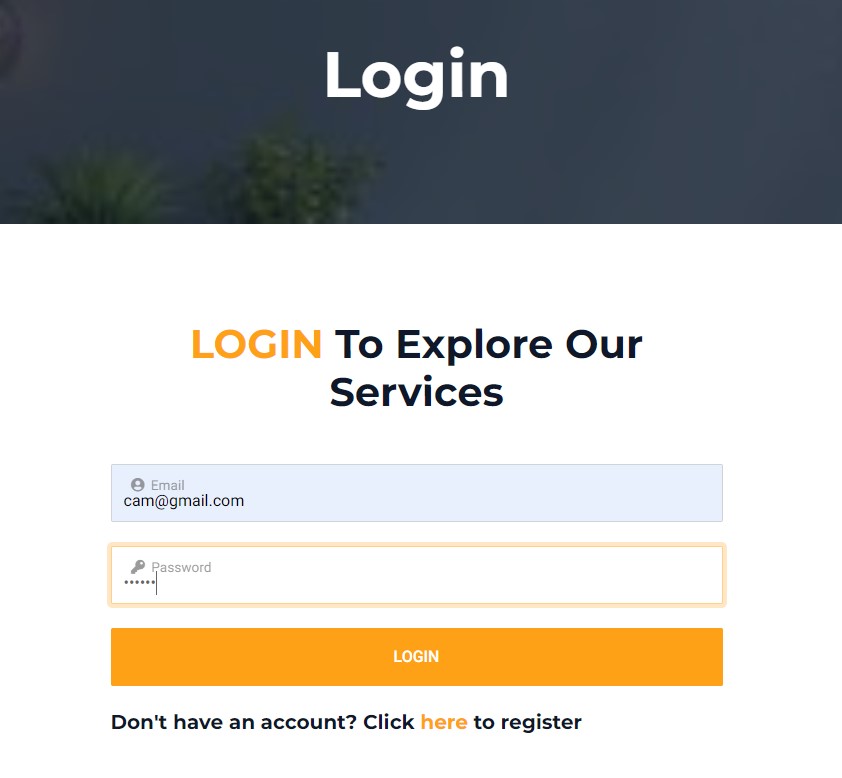 Login
LOGIN To Explore Our
Services
Email
cam@gmail.com
Password
••••••
LOGIN
Don't have an account? Click here to register